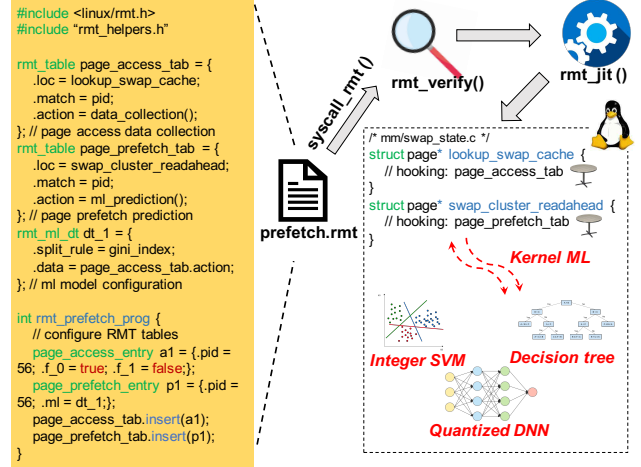 #include <linux/rmt.h>
#include “rmt_helpers.h”
rmt_table page_access_tab = {
.loc = lookup_swap_cache;
.match = pid;
.action = data_collection();
}; // page access data collection
rmt_table page_prefetch_tab = {
.loc = swap_cluster_readahead;
.match = pid;
.action = ml_prediction();
}; // page prefetch prediction
rmt_ml_dt dt_1 = {
.split_rule = gini_index;
.data = page_access_tab.action;
}; // ml model configuration
int rmt_prefetch_prog {
// configure RMT tables
page_access_entry a1 = {.pid =
56; .f_0 = true; .f_1 = false;};
page_prefetch_entry p1 = {.pid =
56; .ml = dt_1;};
page_access_tab.insert(a1);
page_prefetch_tab.insert(p1);
}
prefetch.rmt
syscall_rmt()
rmt_verify()
rmt_jit ()
/* mm/swap_state.c */
struct page* lookup_swap_cache {
// hooking: page_access_tab
}
struct page* swap_cluster_readahead {
// hooking: page_prefetch_tab
}
Kernel ML
Integer SVM
Decision tree
Quantized DNN